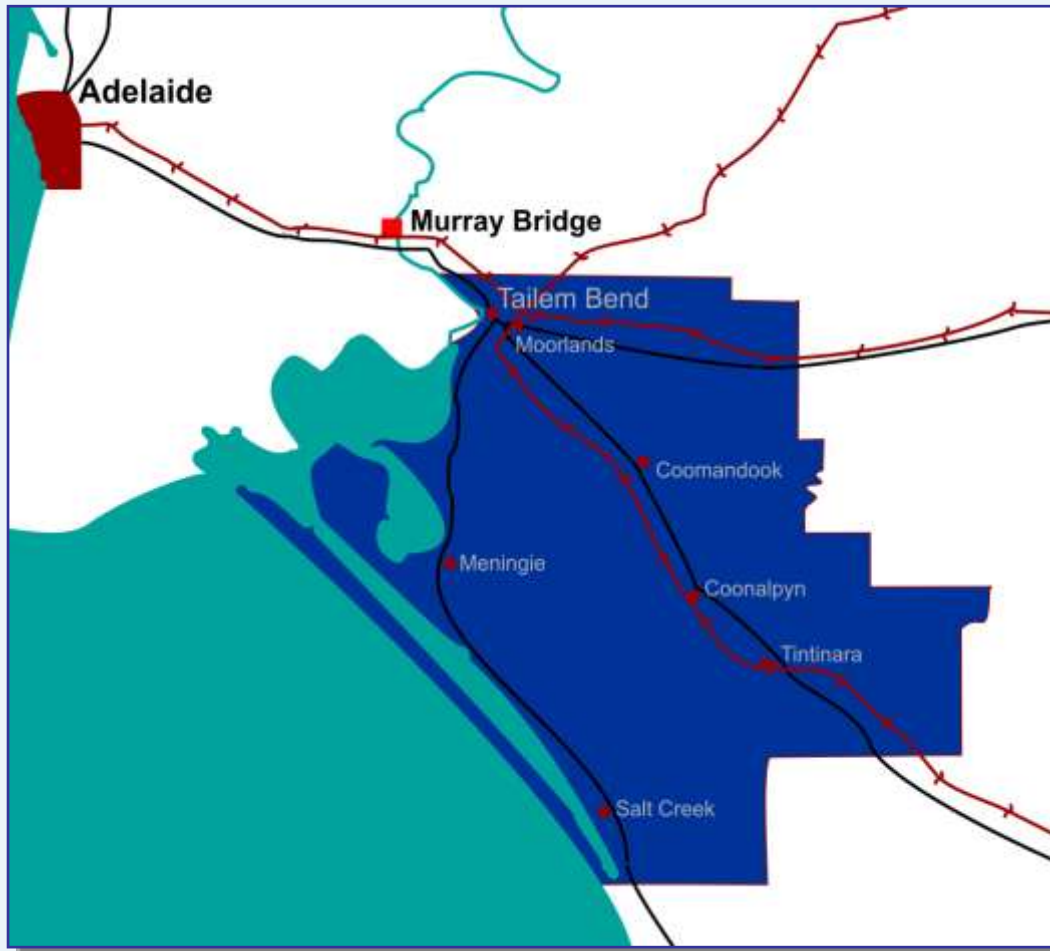 Adelaide
Murray Bridge
Tailem Bend
Moorlands
Coomandook
Meningie
Coonalpyn
Tintinara
Salt Creek